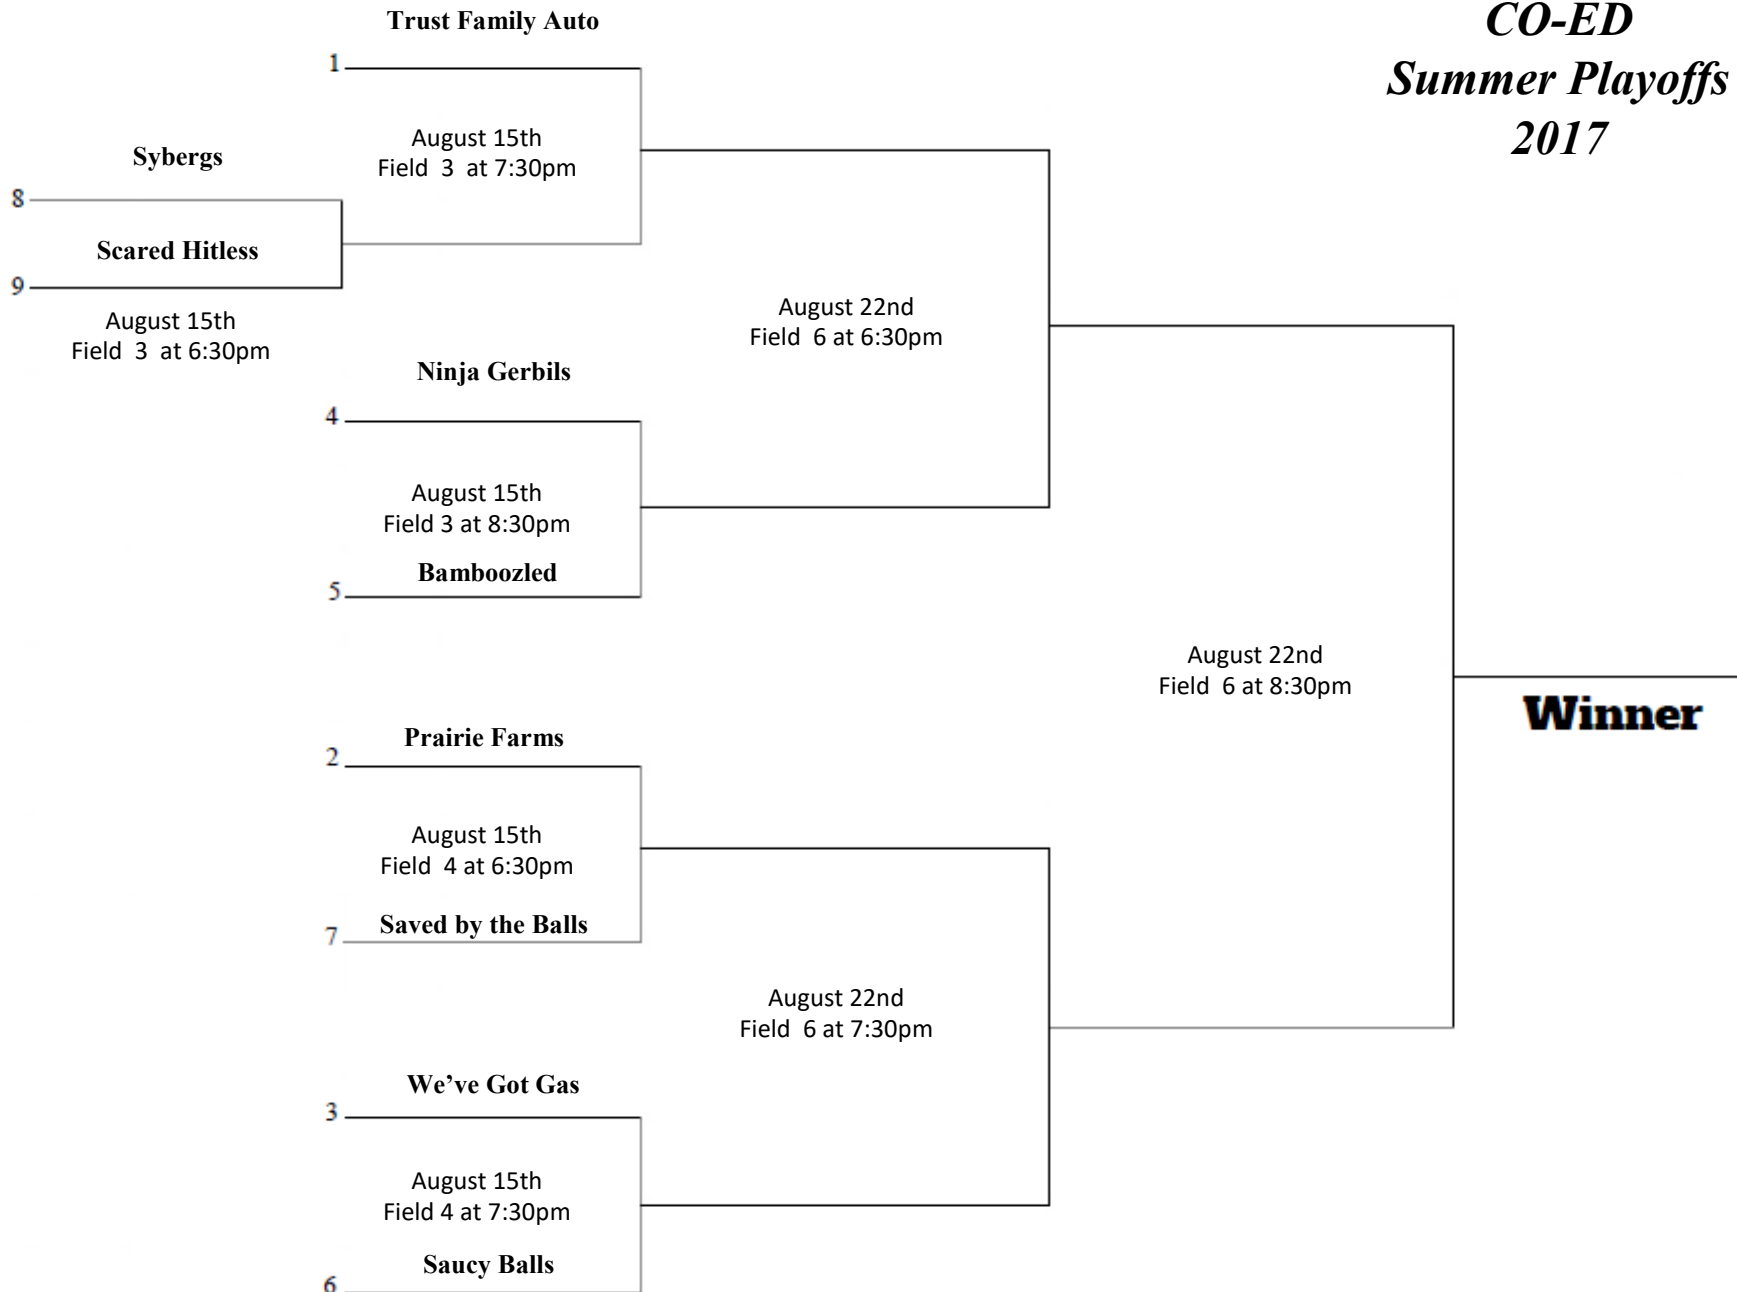 CO-ED
Summer Playoffs
2017
Trust Family Auto
1
August 15th
Field 3 at 7:30pm
Sybergs
8
Scared Hitless
9
August 15th
Field 3 at 6:30pm
August 22nd
Field 6 at 6:30pm
Ninja Gerbils
4
August 15th
Field 3 at 8:30pm
Bamboozled
5
August 22nd
Field 6 at 8:30pm
Winner
Prairie Farms
2
August 15th
Field 4 at 6:30pm
Saved by the Balls
7
August 22nd
Field 6 at 7:30pm
We’ve Got Gas
3
August 15th
Field 4 at 7:30pm
Saucy Balls
6